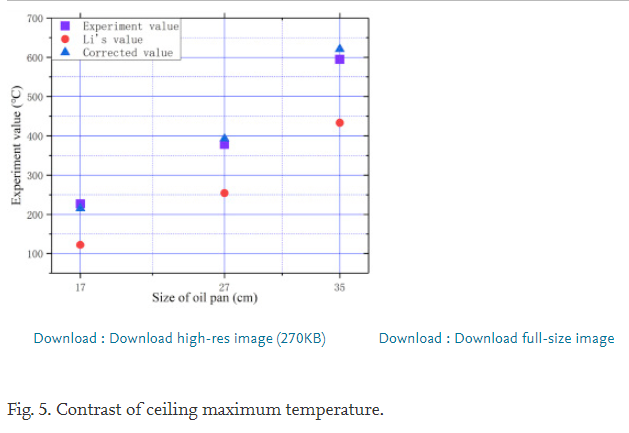 700
Experiment value
Li's value
Corrected value
600
500
400
300
200
100
Experiment value (℃)
17
27
35
Size of oil pan (cm)
Download : Download high-res image (270KB)
Download : Download full-size image
Fig. 5. Contrast of ceiling maximum temperature.